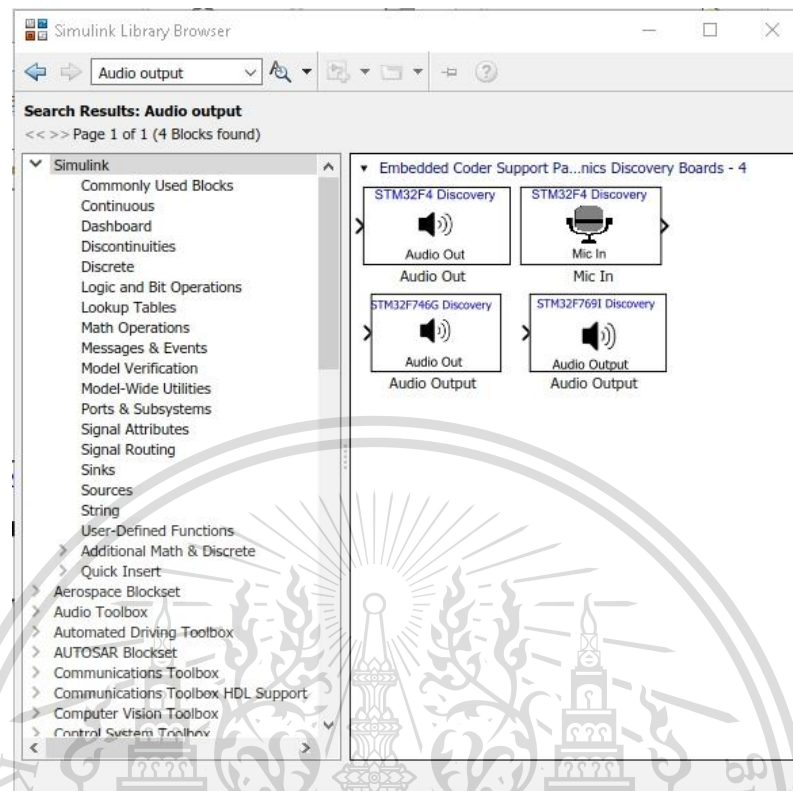 Simulink Library Browser
Audio output
Search Results: Audio output
<< >> Page 1 of 1 (4 Blocks found)
Simulink
Commonly Used Blocks
Continuous
Dashboard
Discontinuities
Discrete
Logic and Bit Operations
Lookup Tables
Math Operations
Messages & Events
Model Verification
Model-Wide Utilities
Ports & Subsystems
Signal Attributes
Signal Routing
Sinks
Sources
String
User-Defined Functions
Additional Math & Discrete
Quick Insert
Aerospace Blockset
Audio Toolbox
Automated Driving Toolbox
AUTOSAR Blockset
Communications Toolbox
Communications Toolbox HDL Support
Computer Vision Toolbox
Control System Toolbox
Embedded Coder Support Pa...nics Discovery Boards - 4
STM32F4 Discovery
Audio Out
Audio Out
STM32F4 Discovery
Mic In
Mic In
STM32F746G Discovery
Audio Out
Audio Output
STM32F769I Discovery
Audio Output
Audio Output